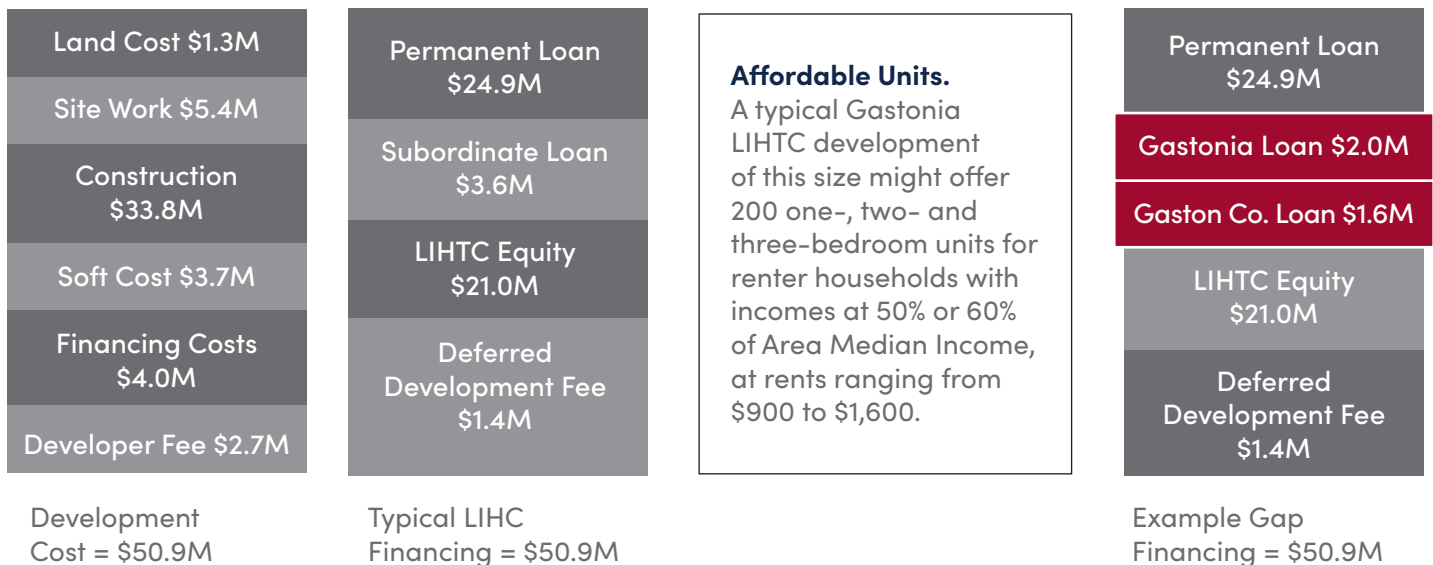 Land Cost $1.3M
Site Work $5.4M
Construction
$33.8M
Soft Cost $3.7M
Financing Costs
$4.0M
Developer Fee $2.7M
Development
Cost = $50.9M
Permanent Loan
$24.9M
Subordinate Loan
$3.6M
LIHTC Equity
$21.0M
Deferred
Development Fee
$1.4M
Typical LIHC
Financing = $50.9M
Affordable Units.
A typical Gastonia
LIHTC development
of this size might offer
200 one-, two- and
three-bedroom units for
renter households with
incomes at 50% or 60%
of Area Median Income,
at rents ranging from
$900 to $1,600.
Permanent Loan
$24.9M
Gastonia Loan $2.0M
Gaston Co. Loan $1.6M
LIHTC Equity
$21.0M
Deferred
Development Fee
$1.4M
Example Gap
Financing = $50.9M